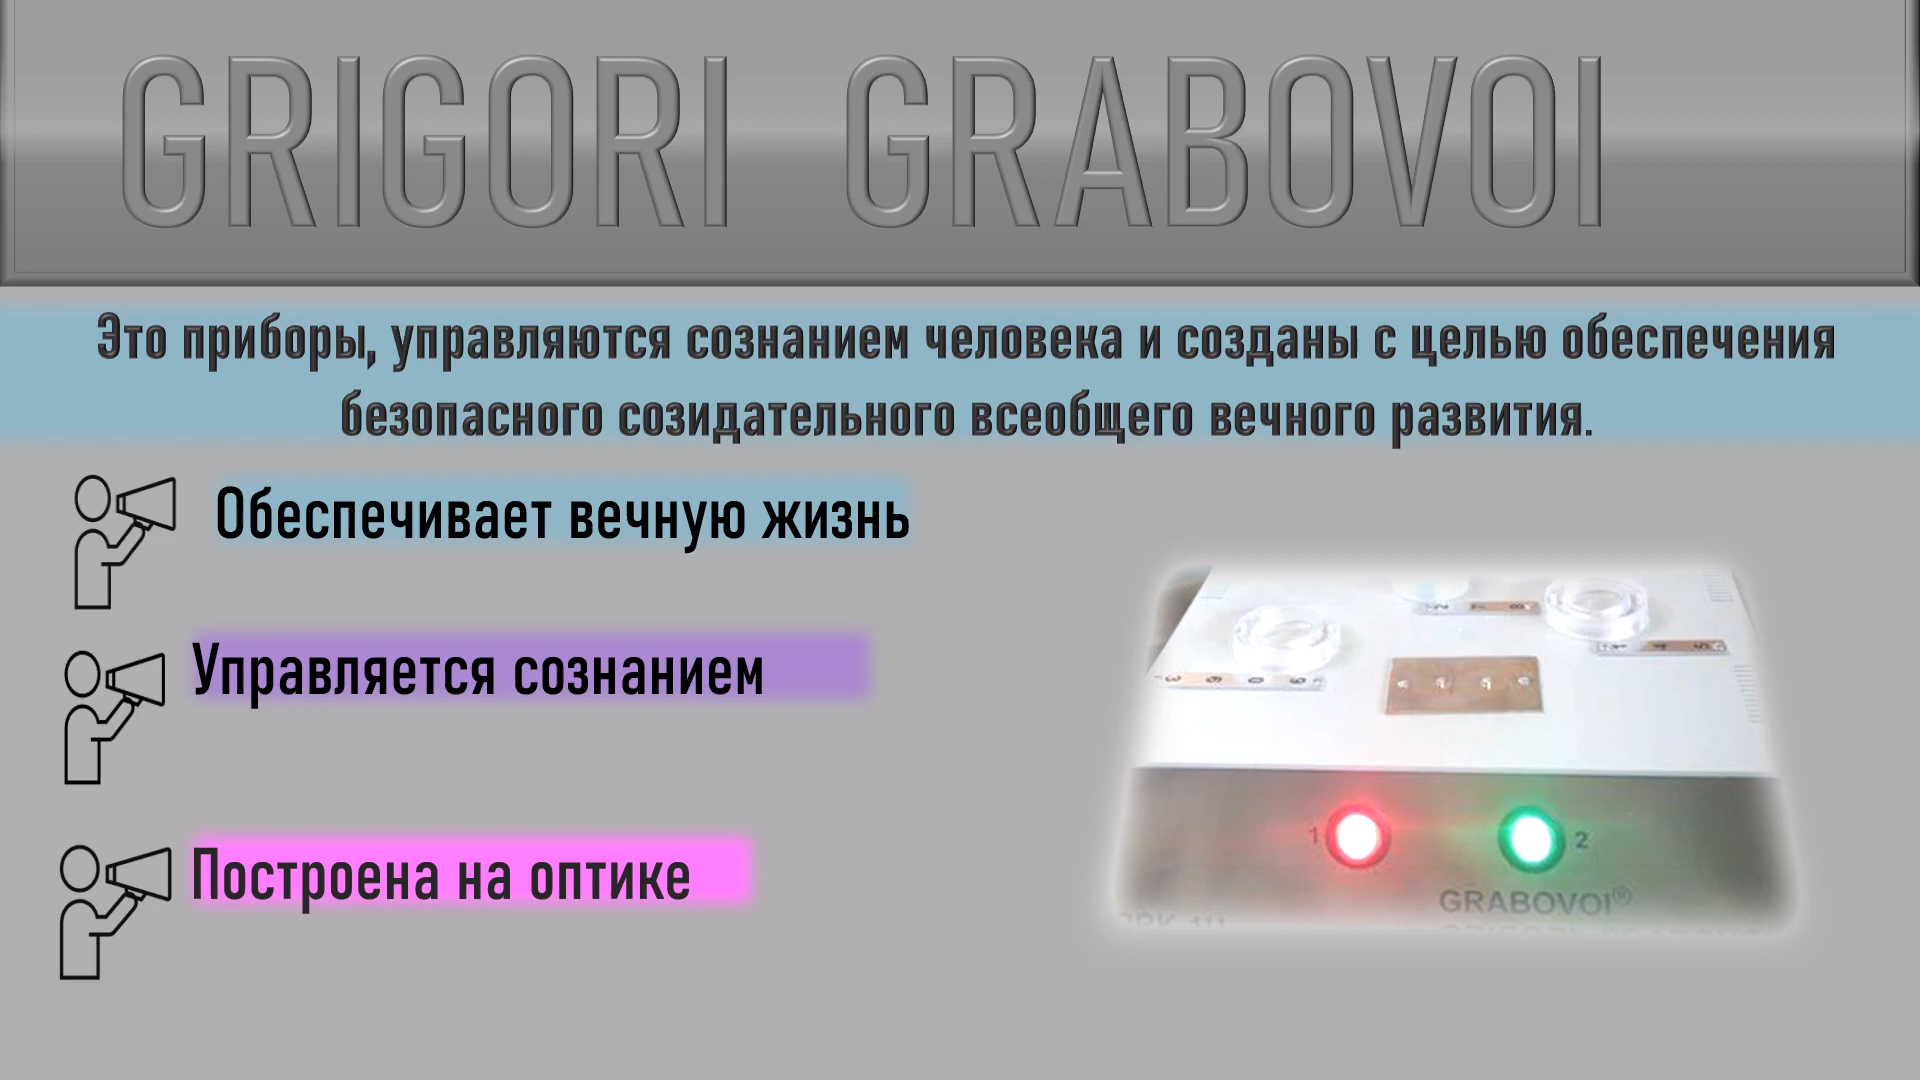 GRIGORI GRABOVOI
Это приборы, управляются сознанием человека и созданы с целью обеспечения
безопасного созидательного всеобщего вечного развития.
Обеспечивает вечную жизнь
Управляется сознанием
Построена на оптике
1 2
GRABOVOI®